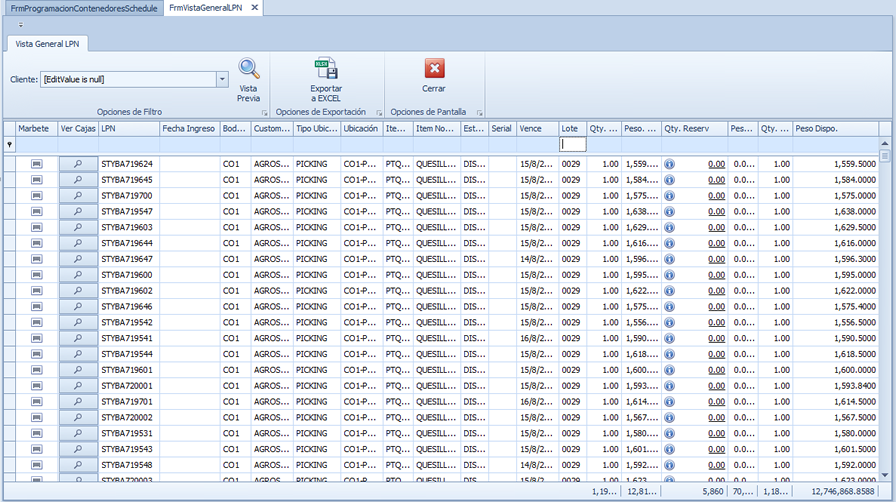 FrmProgramacionContenedoresSchedule FrmVistaGeneralLPN
Vista General LPN
Cliente: [EditValue is null]
Vista Previa
Exportar a EXCEL
Cerrar
Opciones de Filtro Opciones de Exportación Opciones de Pantalla
Marbete Ver Cajas LPN Fecha Ingreso Bod... Custom... Tipo Ubic... Ubicación Ite... Item No... Est... Serial Vence Lote Qty. ... Peso. ... Qty. Reserv Pes... Qty. ... Peso Dispo.
STYBA719624 CO1 AGROS... PICKING CO1-P... PTQ... QUESILL... DIS... 15/8/2... 0029 1.00 1,559.... 0.00 0.0... 1.00 1,559.5000
STYBA719645 CO1 AGROS... PICKING CO1-P... PTQ... QUESILL... DIS... 15/8/2... 0029 1.00 1,584.... 0.00 0.0... 1.00 1,584.0000
STYBA719700 CO1 AGROS... PICKING CO1-P... PTQ... QUESILL... DIS... 15/8/2... 0029 1.00 1,575.... 0.00 0.0... 1.00 1,575.0000
STYBA719547 CO1 AGROS... PICKING CO1-P... PTQ... QUESILL... DIS... 15/8/2... 0029 1.00 1,638.... 0.00 0.0... 1.00 1,638.0000
STYBA719603 CO1 AGROS... PICKING CO1-P... PTQ... QUESILL... DIS... 15/8/2... 0029 1.00 1,629.... 0.00 0.0... 1.00 1,629.5000
STYBA719644 CO1 AGROS... PICKING CO1-P... PTQ... QUESILL... DIS... 15/8/2... 0029 1.00 1,616.... 0.00 0.0... 1.00 1,616.0000
STYBA719647 CO1 AGROS... PICKING CO1-P... PTQ... QUESILL... DIS... 14/8/2... 0029 1.00 1,596.... 0.00 0.0... 1.00 1,596.3000
STYBA719600 CO1 AGROS... PICKING CO1-P... PTQ... QUESILL... DIS... 15/8/2... 0029 1.00 1,595.... 0.00 0.0... 1.00 1,595.0000
STYBA719602 CO1 AGROS... PICKING CO1-P... PTQ... QUESILL... DIS... 15/8/2... 0029 1.00 1,622.... 0.00 0.0... 1.00 1,622.0000
STYBA719646 CO1 AGROS... PICKING CO1-P... PTQ... QUESILL... DIS... 15/8/2... 0029 1.00 1,575.... 0.00 0.0... 1.00 1,575.4000
STYBA719542 CO1 AGROS... PICKING CO1-P... PTQ... QUESILL... DIS... 15/8/2... 0029 1.00 1,556.... 0.00 0.0... 1.00 1,556.5000
STYBA719541 CO1 AGROS... PICKING CO1-P... PTQ... QUESILL... DIS... 16/8/2... 0029 1.00 1,590.... 0.00 0.0... 1.00 1,590.5000
STYBA719544 CO1 AGROS... PICKING CO1-P... PTQ... QUESILL... DIS... 15/8/2... 0029 1.00 1,618.... 0.00 0.0... 1.00 1,618.5000
STYBA719601 CO1 AGROS... PICKING CO1-P... PTQ... QUESILL... DIS... 15/8/2... 0029 1.00 1,600.... 0.00 0.0... 1.00 1,600.0000
STYBA720001 CO1 AGROS... PICKING CO1-P... PTQ... QUESILL... DIS... 15/8/2... 0029 1.00 1,593.... 0.00 0.0... 1.00 1,593.8400
STYBA719701 CO1 AGROS... PICKING CO1-P... PTQ... QUESILL... DIS... 16/8/2... 0029 1.00 1,614.... 0.00 0.0... 1.00 1,614.5000
STYBA720002 CO1 AGROS... PICKING CO1-P... PTQ... QUESILL... DIS... 15/8/2... 0029 1.00 1,567.... 0.00 0.0... 1.00 1,567.5000
STYBA719531 CO1 AGROS... PICKING CO1-P... PTQ... QUESILL... DIS... 15/8/2... 0029 1.00 1,580.... 0.00 0.0... 1.00 1,580.0000
STYBA719543 CO1 AGROS... PICKING CO1-P... PTQ... QUESILL... DIS... 15/8/2... 0029 1.00 1,601.... 0.00 0.0... 1.00 1,601.5000
STYBA719548 CO1 AGROS... PICKING CO1-P... PTQ... QUESILL... DIS... 14/8/2... 0029 1.00 1,592.... 0.00 0.0... 1.00 1,592.0000
STYBA720003 CO1 AGROS... PICKING CO1-P... PTQ... QUESILL... DIS... 15/8/2... 0029 1.00 1,623.... 0.00 0.0... 1.00 1,623.0000
1,19... 12,81... 5,860 70,... 1,18... 12,746,868.8588